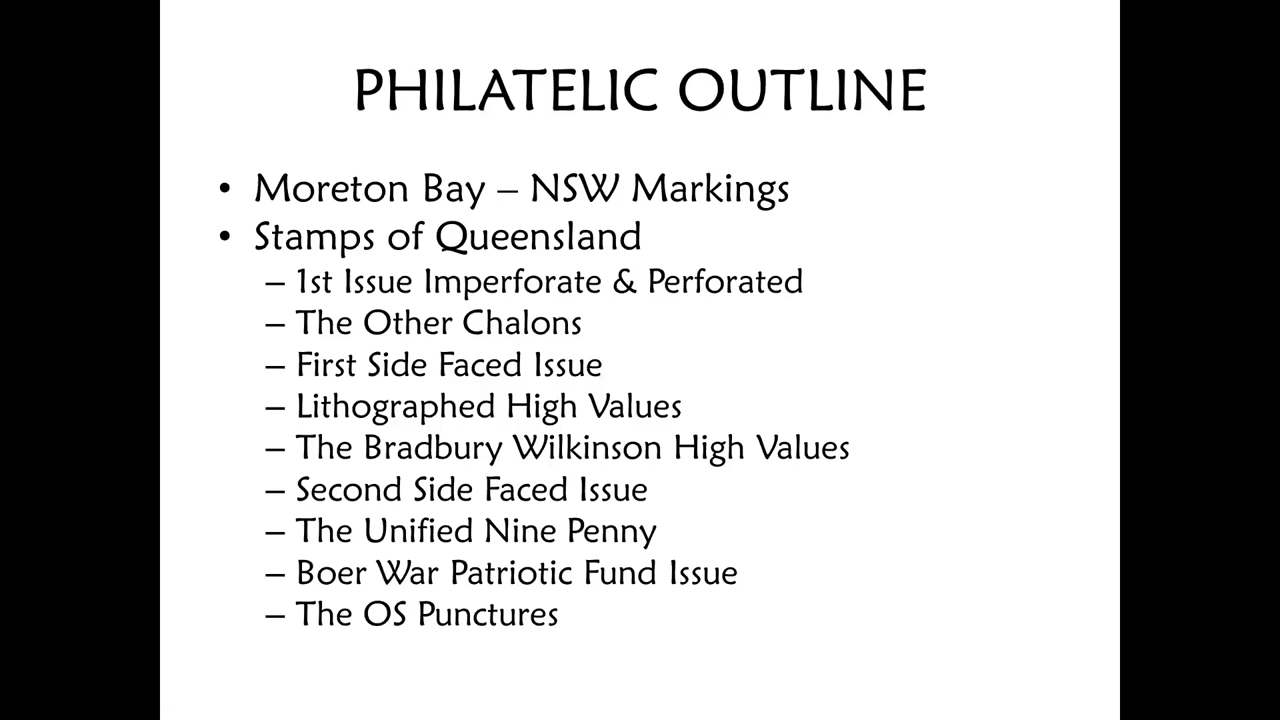 PHILATELIC OUTLINE
• Moreton Bay – NSW Markings
• Stamps of Queensland
– 1st Issue Imperforate & Perforated
– The Other Chalons
– First Side Faced Issue
– Lithographed High Values
– The Bradbury Wilkinson High Values
– Second Side Faced Issue
– The Unified Nine Penny
– Boer War Patriotic Fund Issue
– The OS Punctures